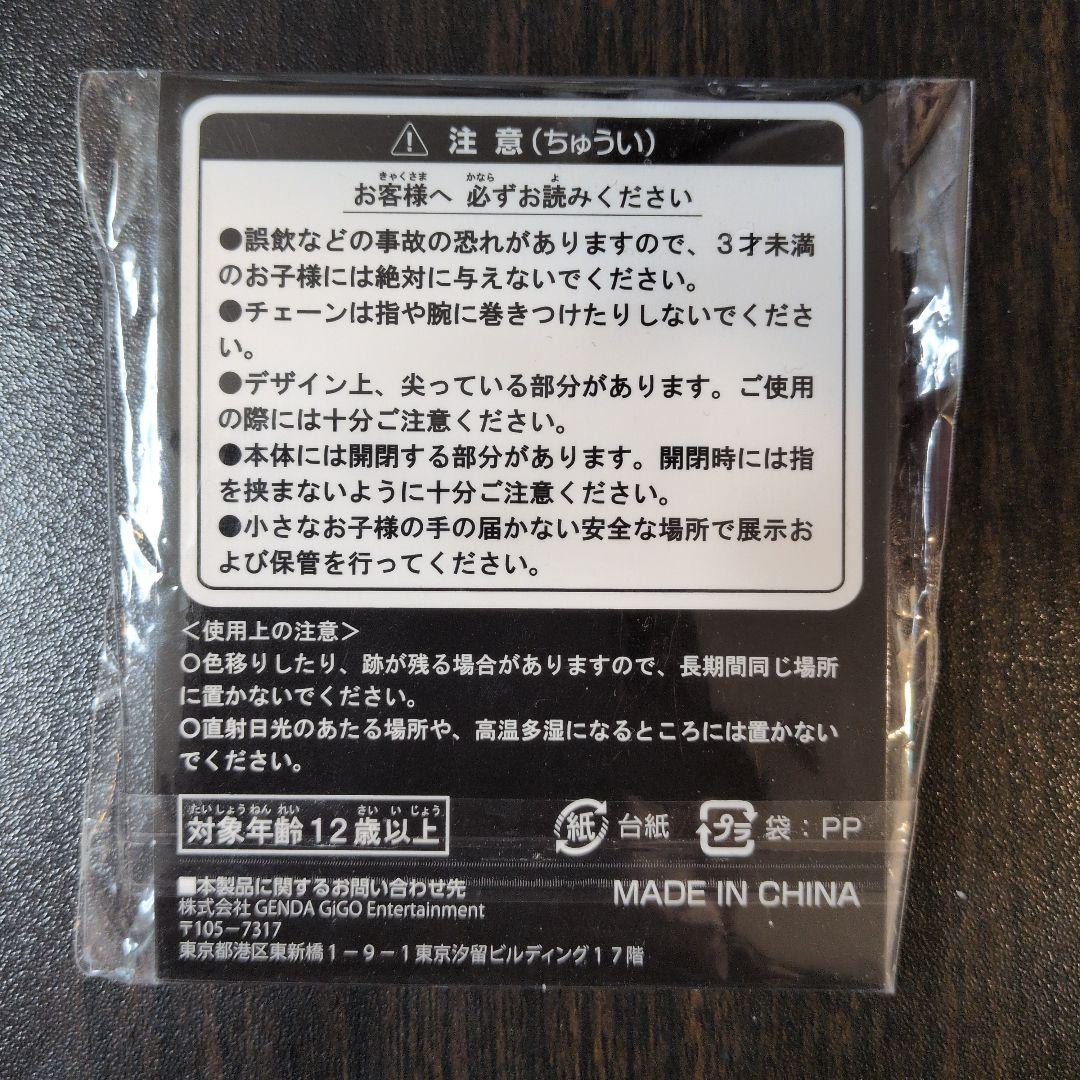 ⚠ 注意(ちゅうい)
きゃくさま かなら よ
お客様へ 必ずお読みください
●誤飲などの事故の恐れがありますので、3才未満
のお子様には絶対に与えないでください。
●チェーンは指や腕に巻きつけたりしないでくださ
い。
●デザイン上、尖っている部分があります。ご使用
の際には十分ご注意ください。
●本体には開閉する部分があります。開閉時には指
を挟まないように十分ご注意ください。
●小さなお子様の手の届かない安全な場所で展示お
よび保管を行ってください。
＜使用上の注意＞
○色移りしたり、跡が残る場合がありますので、長期間同じ場所
に置かないでください。
○直射日光のあたる場所や、高温多湿になるところには置かない
でください。
たいしょうねんれい さいいじょう
対象年齢12歳以上
紙 台紙 プラ 袋：PP
■本製品に関するお問い合わせ先
MADE IN CHINA
株式会社 GENDA GiGO Entertainment
〒105－7317
東京都港区東新橋1－9－1東京汐留ビルディング17階